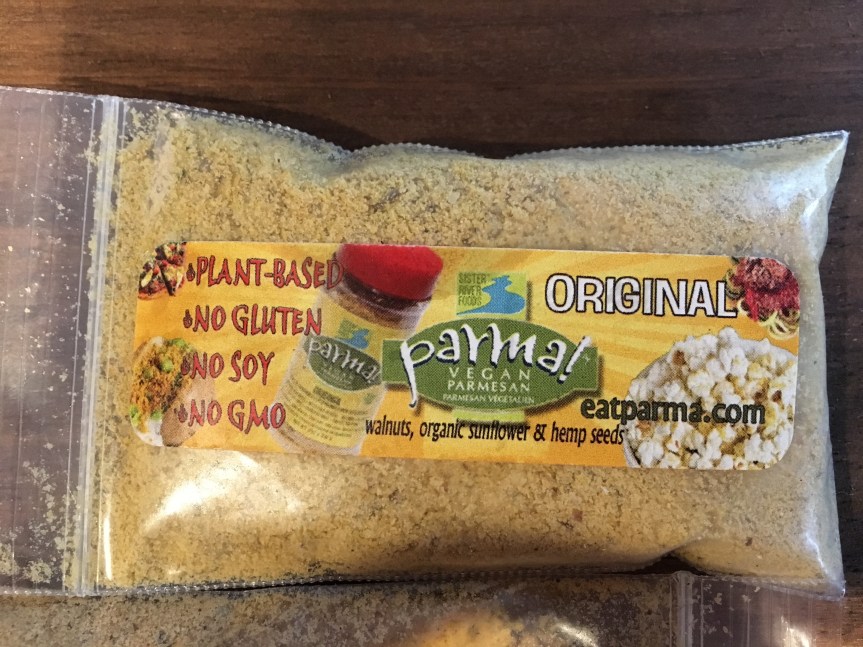 PLANT-BASED
NO GLUTEN
NO SOY
NO GMO
parma!
SISTER
RIVER
FOODS
parma!
VEGAN
PARMESAN
PARMESAN VÉGÉTALIEN
ORIGINAL
eatparma.com
walnuts, organic sunflower & hemp seeds